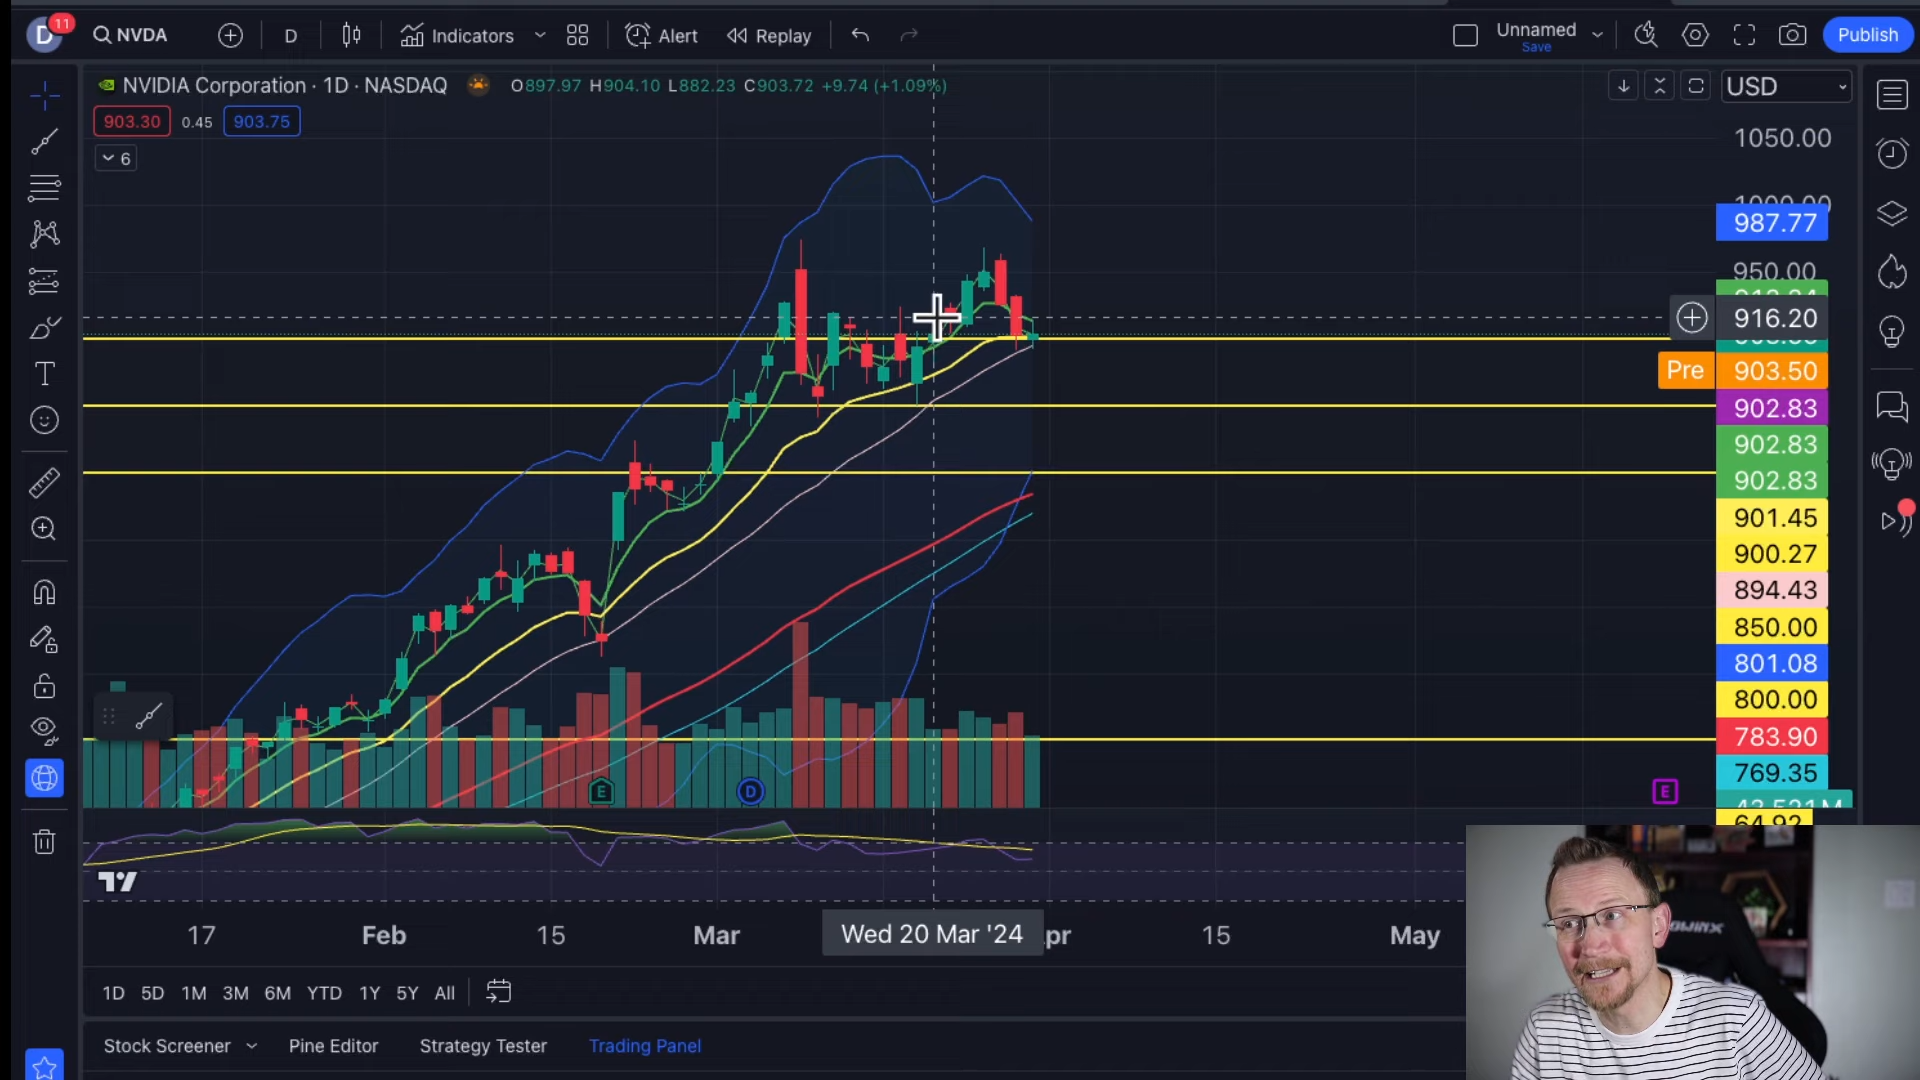 D 11 NVDA D Indicators Alert Replay Unnamed Save Publish
NVIDIA Corporation · 1D · NASDAQ O897.97 H904.10 L882.23 C903.72 +9.74 (+1.09%) USD
903.30 0.45 903.75
6
1050.00
1000.00
987.77
950.00
916.20
Pre 903.50
902.83
902.83
902.83
901.45
900.27
894.43
850.00
801.08
800.00
783.90
769.35
E D E
64.92
17 Feb 15 Mar Wed 20 Mar '24 15 May
1D 5D 1M 3M 6M YTD 1Y 5Y All
Stock Screener Pine Editor Strategy Tester Trading Panel